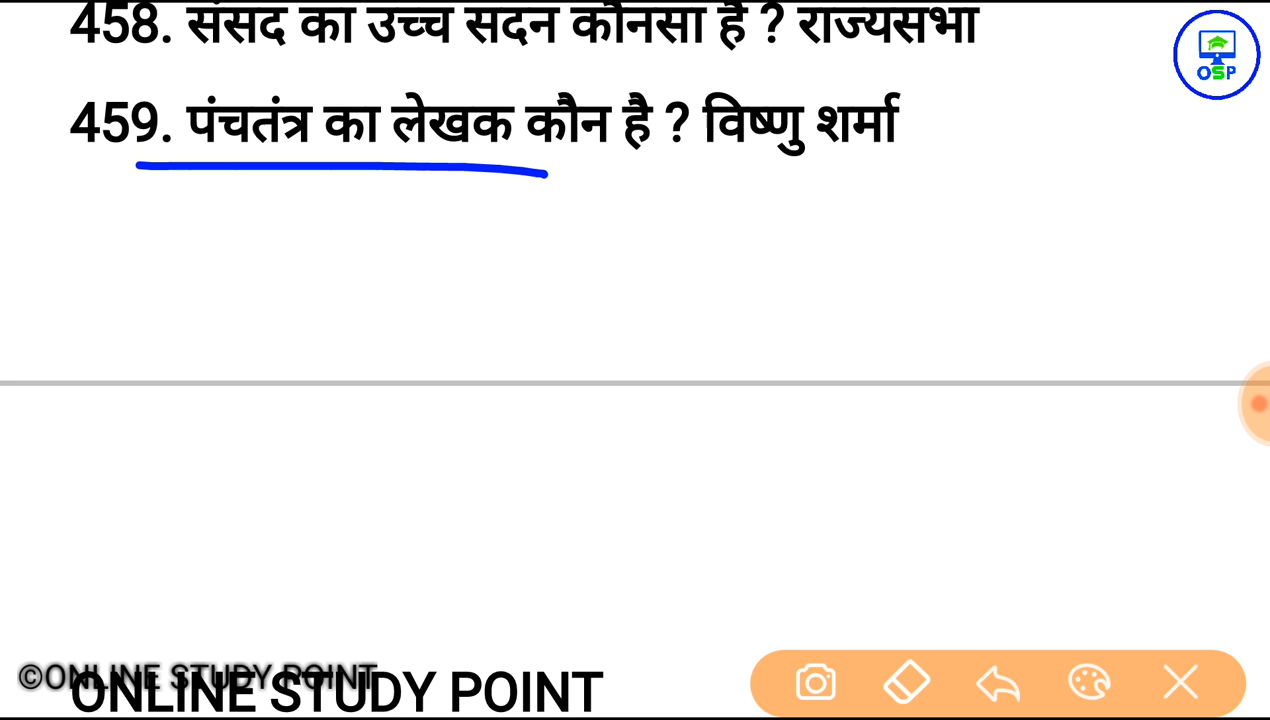 458. संसद का उच्च सदन कौनसा है ? राज्यसभा
OSP
459. पंचतंत्र का लेखक कौन है ? विष्णु शर्मा
©ONLINE STUDY POINT
ONLINE STUDY POINT